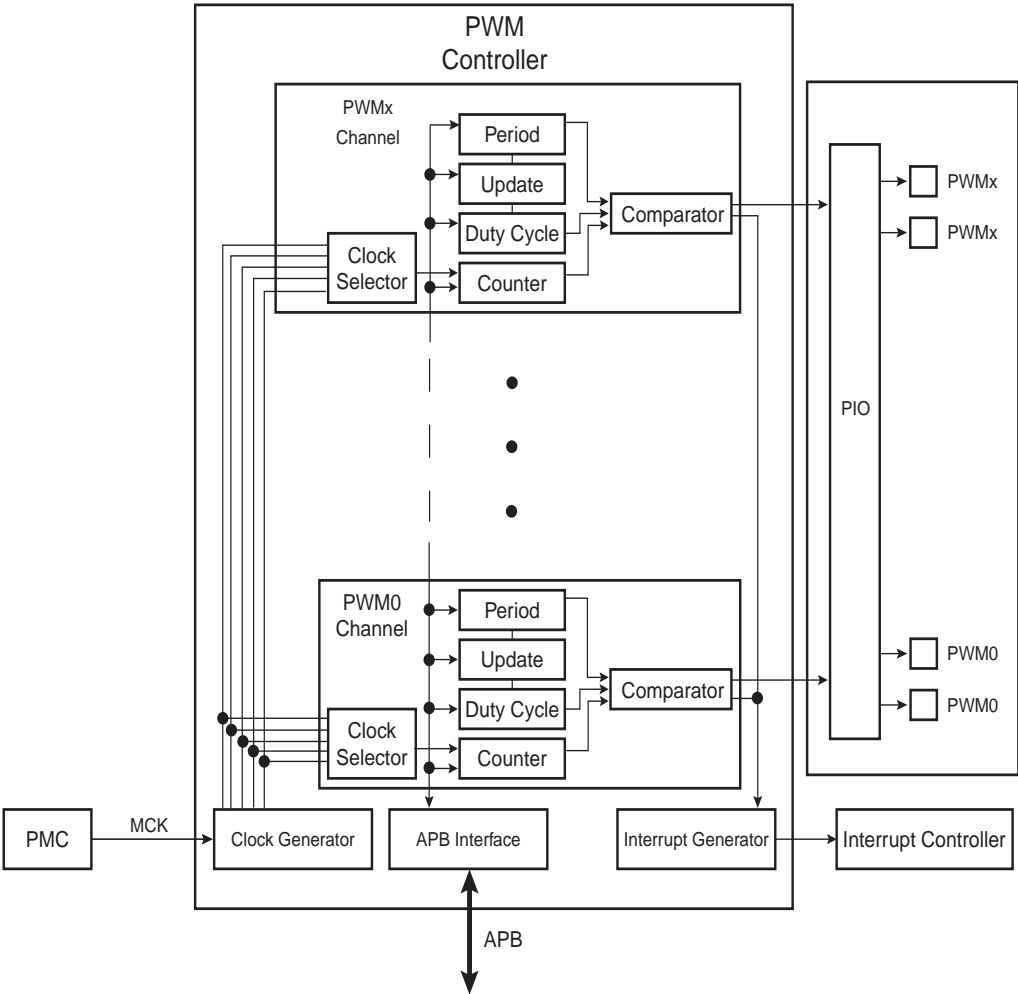 PWM
Controller
PWMx
Channel
Period
Update
Duty Cycle
Counter
Clock
Selector
Comparator
PIO
PWMx
PWMx
PWM0
Channel
Period
Update
Duty Cycle
Counter
Clock
Selector
Comparator
PWM0
PWM0
PMC
MCK
Clock Generator
APB Interface
Interrupt Generator
Interrupt Controller
APB